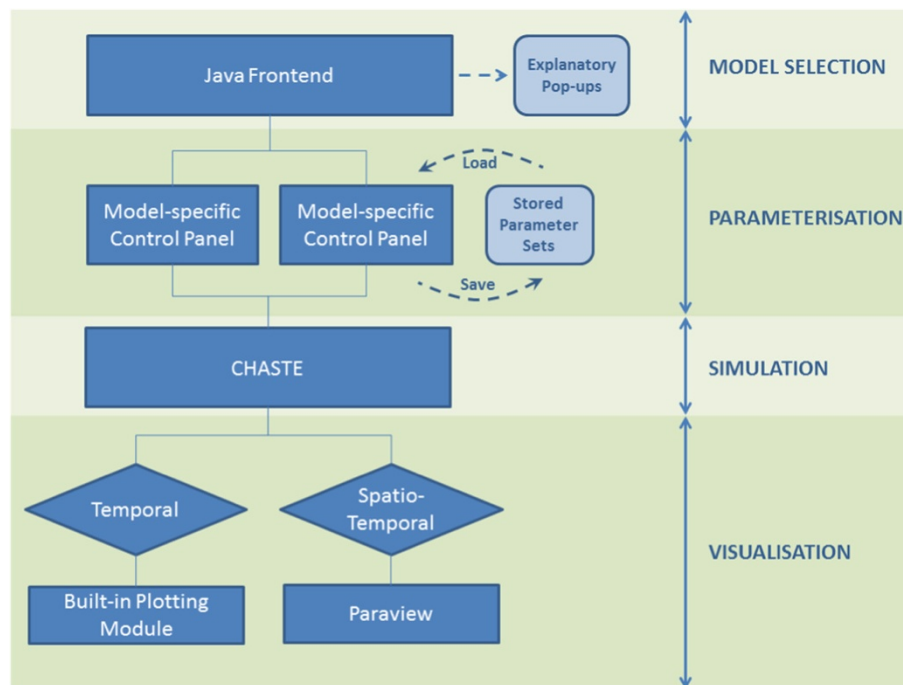 Java Frontend
Explanatory
Pop-ups
MODEL SELECTION
Load
Model-specific
Control Panel
Model-specific
Control Panel
Stored
Parameter
Sets
PARAMETERISATION
Save
CHASTE
SIMULATION
Temporal
Spatio-
Temporal
VISUALISATION
Built-in Plotting
Module
Paraview